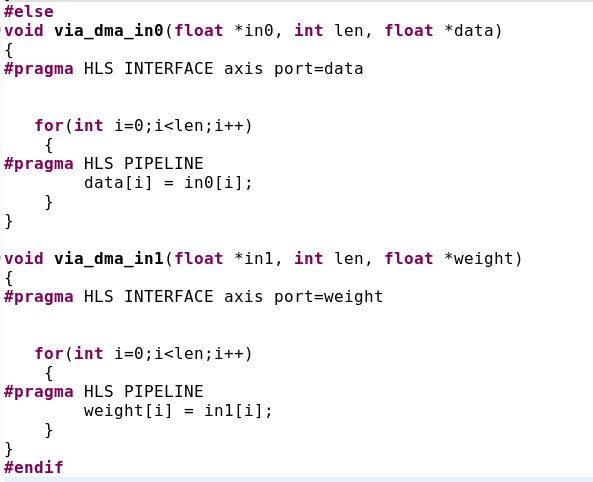 #else
void via_dma_in0(float *in0, int len, float *data)
{
#pragma HLS INTERFACE axis port=data
for(int i=0;i<len;i++)
{
#pragma HLS PIPELINE
data[i] = in0[i];
}
}
void via_dma_in1(float *in1, int len, float *weight)
{
#pragma HLS INTERFACE axis port=weight
for(int i=0;i<len;i++)
{
#pragma HLS PIPELINE
weight[i] = in1[i];
}
}
#endif